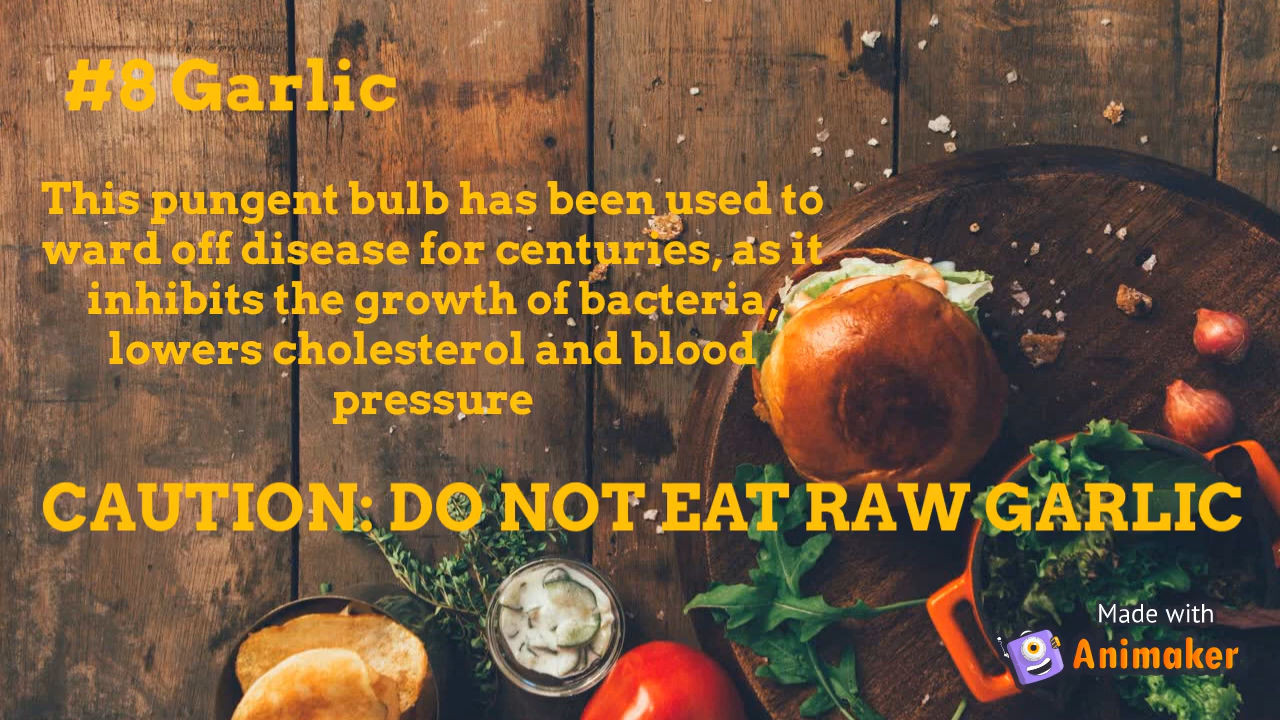 #8 Garlic
This pungent bulb has been used to
ward off disease for centuries, as it
inhibits the growth of bacteria,
lowers cholesterol and blood
pressure
CAUTION: DO NOT EAT RAW GARLIC
Made with
Animaker